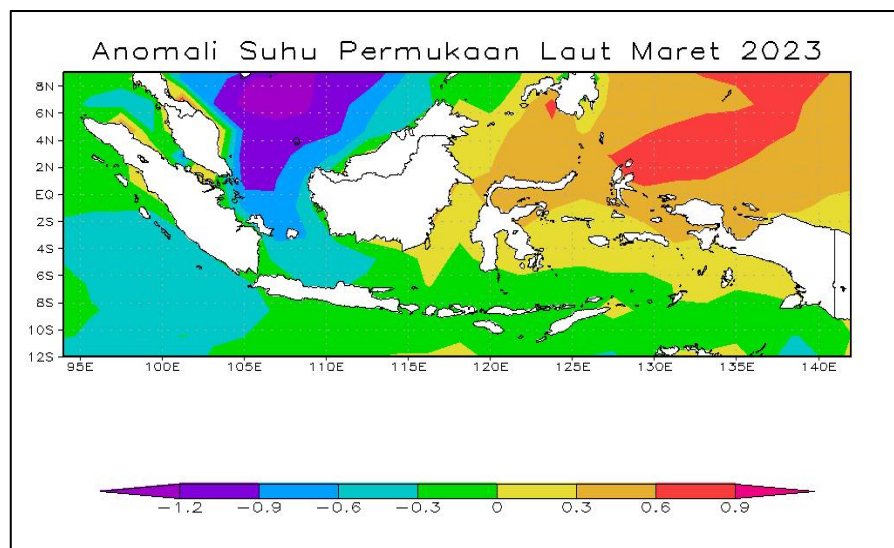 Anomali Suhu Permukaan Laut Maret 2023
8N
6N
4N
2N
EQ
2S
4S
6S
8S
10S
12S
95E 100E 105E 110E 115E 120E 125E 130E 135E 140E
−1.2 −0.9 −0.6 −0.3 0 0.3 0.6 0.9